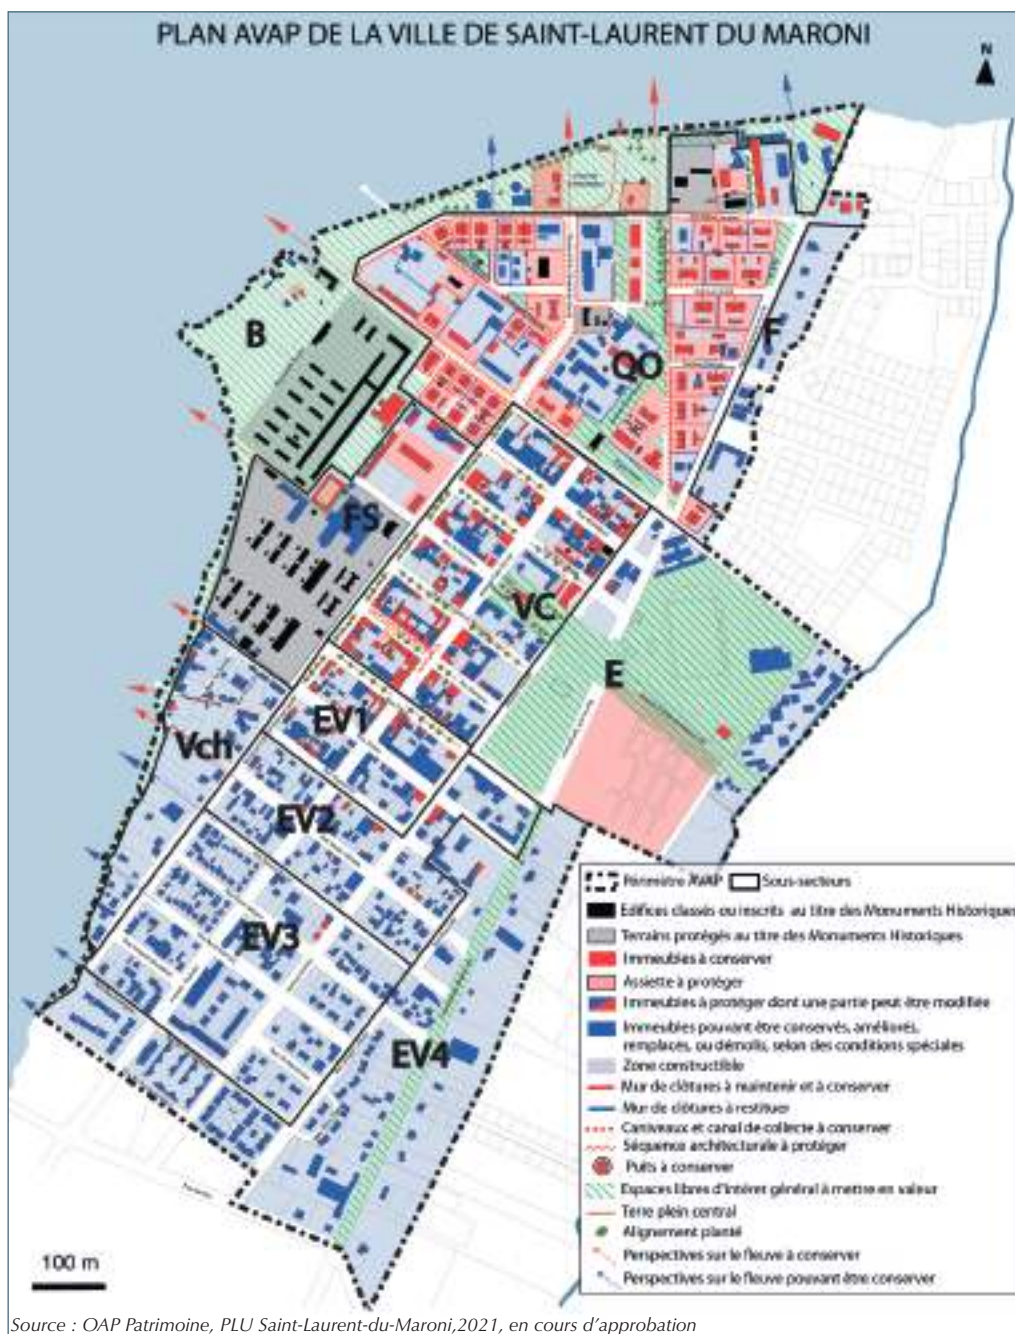 PLAN AVAP DE LA VILLE DE SAINT-LAURENT DU MARONI
N
B
F
QO
FS
VC
E
EV1
Vch
EV2
EV3
EV4
Périmètre AVAP
Sous-secteurs
Edifices classés ou inscrits au titre des Monuments Historiques
Terrains protégés au titre des Monuments Historiques
Immeubles à conserver
Assiette à protéger
Immeubles à protéger dont une partie peut être modifiée
Immeubles pouvant être conservés, améliorés,
remplacés, ou démolis, selon des conditions spéciales
Zone constructible
Mur de clôtures à maintenir et à conserver
Mur de clôtures à restituer
Caniveaux et canal de collecte à conserver
Séquence architecturale à protéger
Puits à conserver
Espaces libres d'intéret général à mettre en valeur
Terre plein central
Alignement planté
Perspectives sur le fleuve à conserver
Perspectives sur le fleuve pouvant être conserver
100 m
Source : OAP Patrimoine, PLU Saint-Laurent-du-Maroni,2021, en cours d'approbation